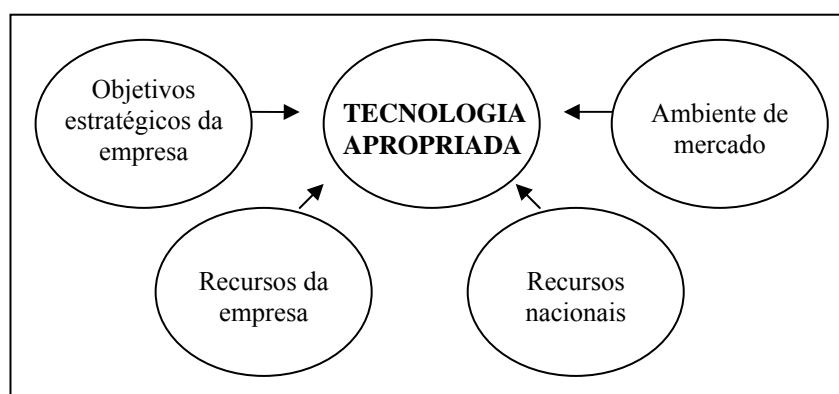 Objetivos
estratégicos da
empresa
TECNOLOGIA
APROPRIADA
Ambiente de
mercado
Recursos da
empresa
Recursos
nacionais